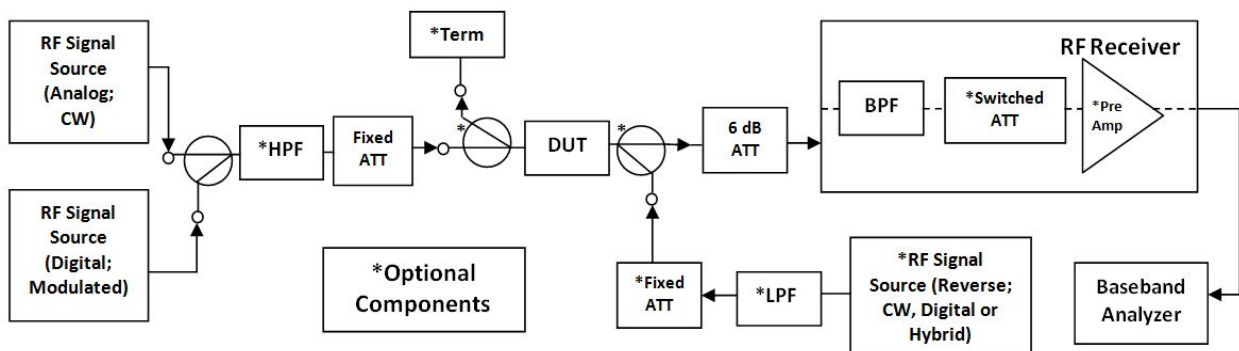 RF Signal
Source
(Analog;
CW)
RF Signal
Source
(Digital;
Modulated)
*HPF
Fixed
ATT
*Term
*
DUT
*
6 dB
ATT
RF Receiver
BPF
*Switched
ATT
*Pre
Amp
*Optional
Components
*Fixed
ATT
*LPF
*RF Signal
Source (Reverse;
CW, Digital or
Hybrid)
Baseband
Analyzer